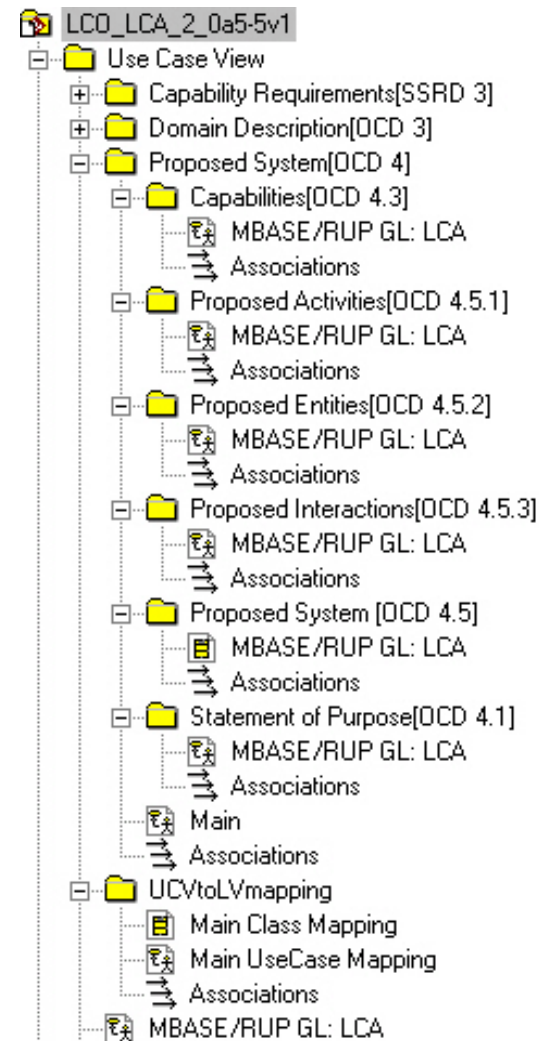 LCO_LCA_2_0a5-5v1
Use Case View
Capability Requirements[SSRD 3]
Domain Description[OCD 3]
Proposed System[OCD 4]
Capabilities[OCD 4.3]
MBASE/RUP GL: LCA
Associations
Proposed Activities[OCD 4.5.1]
MBASE/RUP GL: LCA
Associations
Proposed Entities[OCD 4.5.2]
MBASE/RUP GL: LCA
Associations
Proposed Interactions[OCD 4.5.3]
MBASE/RUP GL: LCA
Associations
Proposed System [OCD 4.5]
MBASE/RUP GL: LCA
Associations
Statement of Purpose[OCD 4.1]
MBASE/RUP GL: LCA
Associations
Main
Associations
UCVtoLVmapping
Main Class Mapping
Main UseCase Mapping
Associations
MBASE/RUP GL: LCA